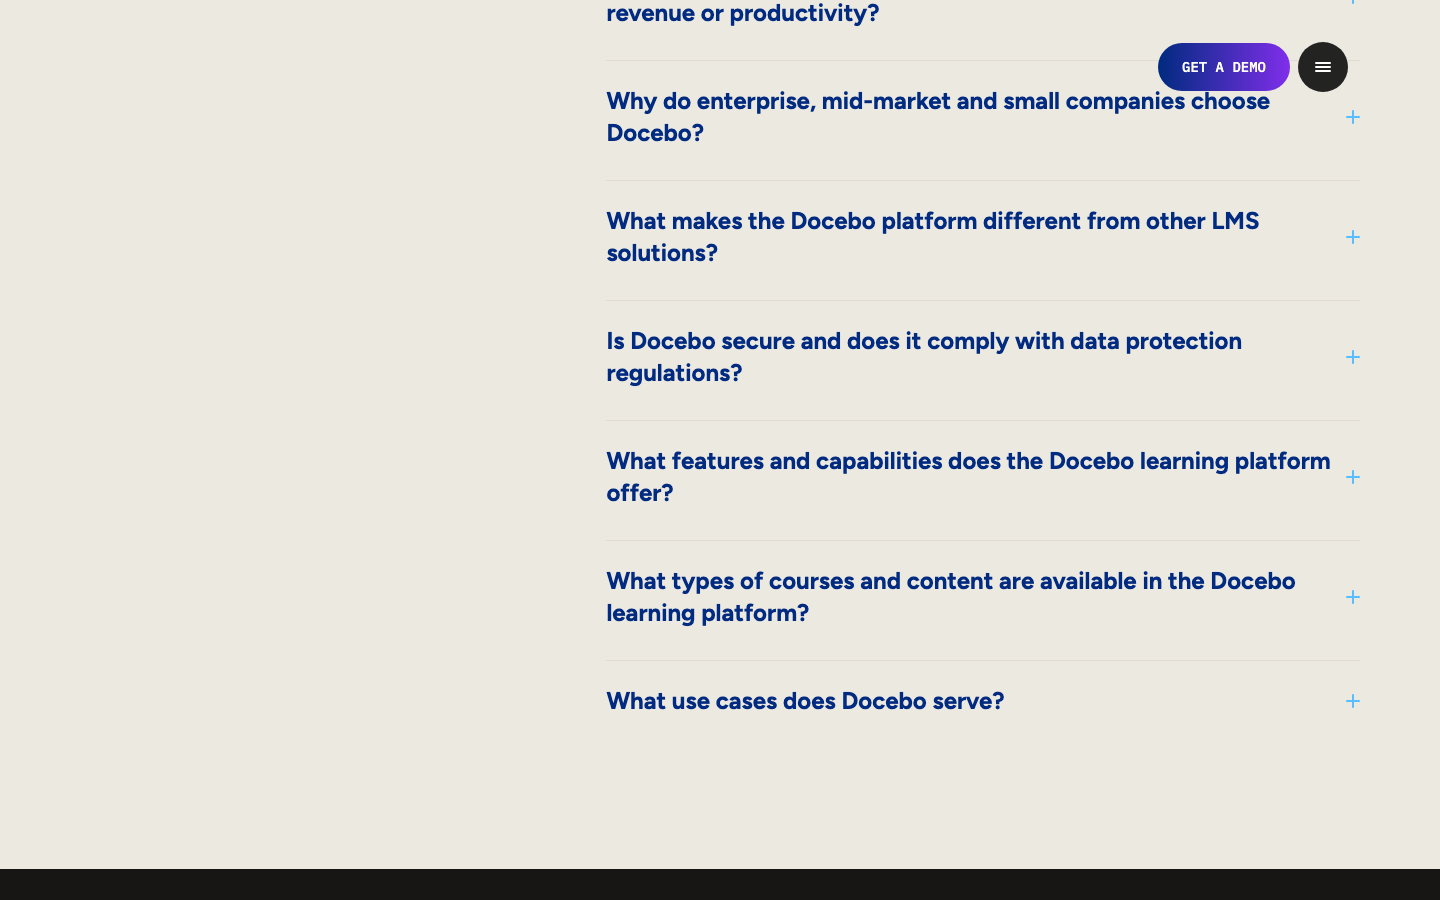 revenue or productivity?
GET A DEMO
Why do enterprise, mid-market and small companies choose
Docebo?
What makes the Docebo platform different from other LMS
solutions?
Is Docebo secure and does it comply with data protection
regulations?
What features and capabilities does the Docebo learning platform
offer?
What types of courses and content are available in the Docebo
learning platform?
What use cases does Docebo serve?